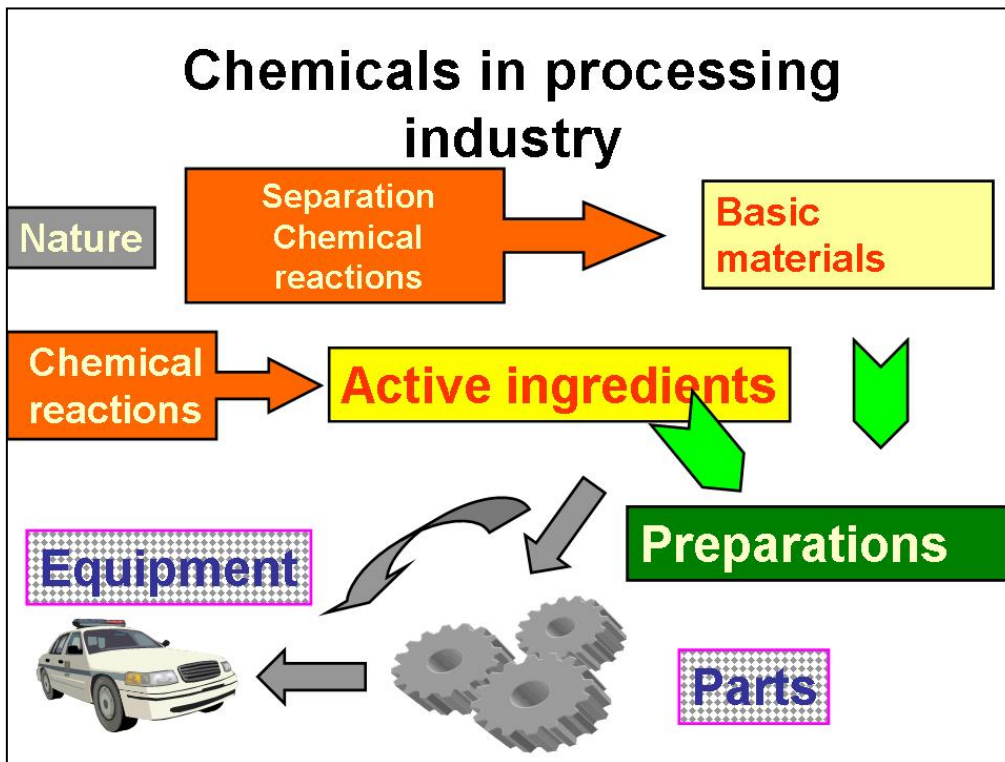 Chemicals in processing
industry
Nature
Separation
Chemical
reactions
Basic
materials
Chemical
reactions
Active ingredients
Preparations
Equipment
Parts